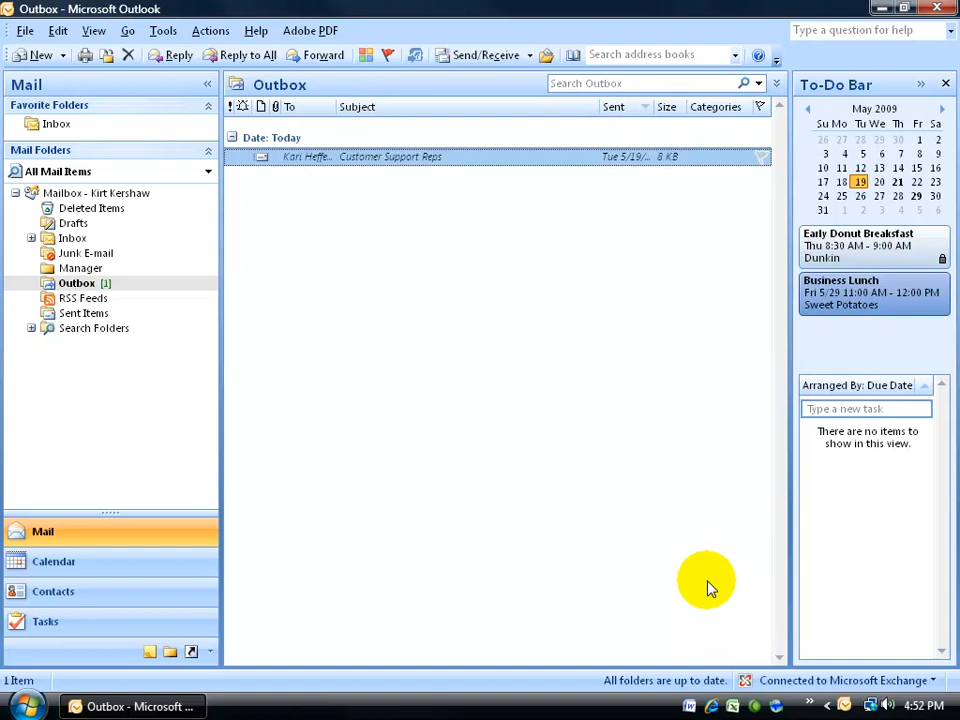 Outbox - Microsoft Outlook
File Edit View Go Tools Actions Help Adobe PDF
Type a question for help
New Reply Reply to All Forward Send/Receive Search address books
Mail
Favorite Folders
Inbox
Mail Folders
All Mail Items
Mailbox - Kirt Kershaw
Deleted Items
Drafts
Inbox
Junk E-mail
Manager
Outbox [1]
RSS Feeds
Sent Items
Search Folders
Mail
Calendar
Contacts
Tasks
Outbox
Search Outbox
! To Subject Sent Size Categories
Date: Today
Kari Heffe... Customer Support Reps Tue 5/19/... 8 KB
To-Do Bar
May 2009
Su Mo Tu We Th Fr Sa
26 27 28 29 30 1 2
3 4 5 6 7 8 9
10 11 12 13 14 15 16
17 18 19 20 21 22 23
24 25 26 27 28 29 30
31 1 2 3 4 5 6
Early Donut Breakfast
Thu 8:30 AM - 9:00 AM
Dunkin
Business Lunch
Fri 5/29 11:00 AM - 12:00 PM
Sweet Potatoes
Arranged By: Due Date
Type a new task
There are no items to
show in this view.
1 Item
All folders are up to date. Connected to Microsoft Exchange
Outbox - Microsoft ...
4:52 PM